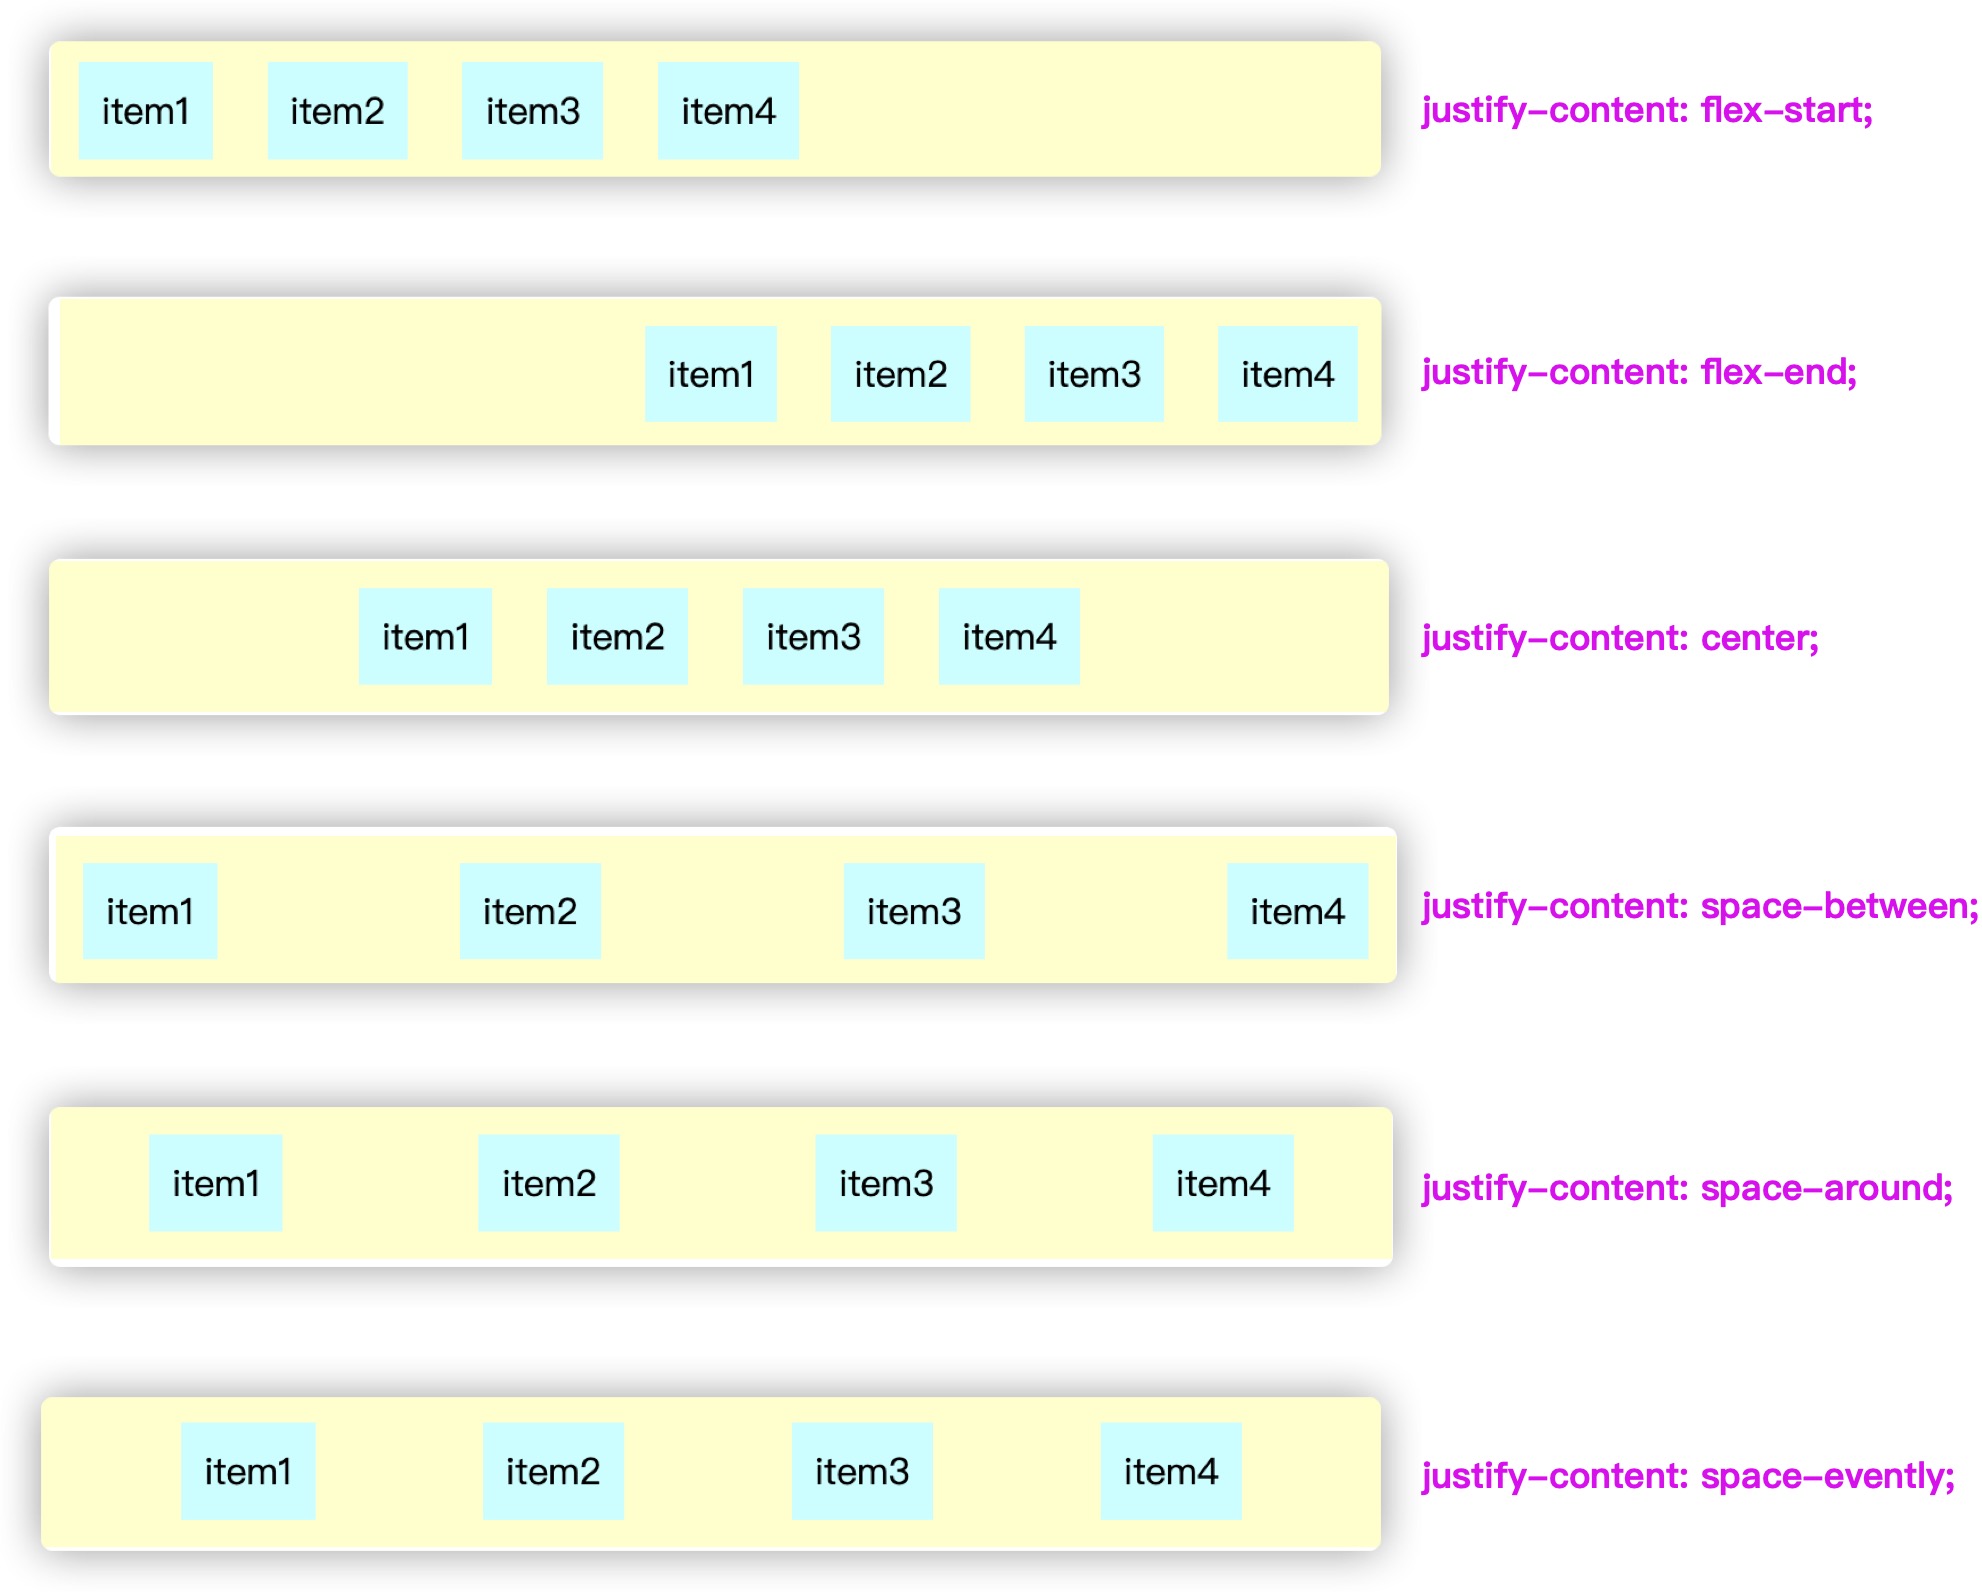 item1 item2 item3 item4 justify-content: flex-start;
item1 item2 item3 item4 justify-content: flex-end;
item1 item2 item3 item4 justify-content: center;
item1 item2 item3 item4 justify-content: space-between;
item1 item2 item3 item4 justify-content: space-around;
item1 item2 item3 item4 justify-content: space-evently;